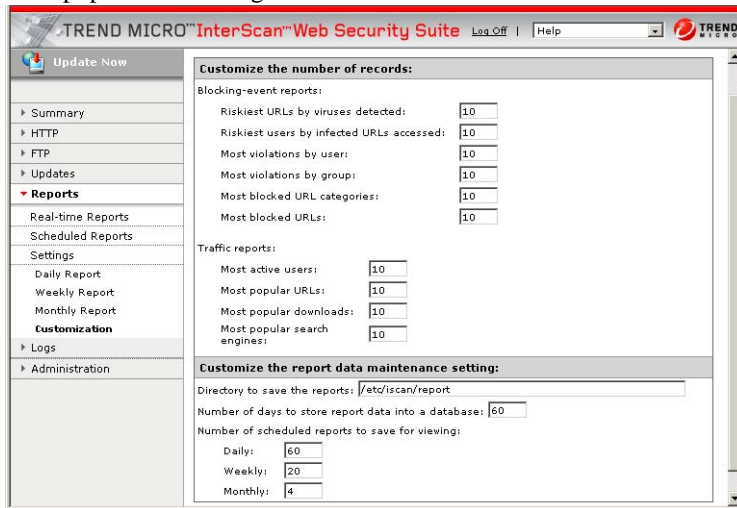 TREND MICRO™ InterScan™ Web Security Suite Log Off | Help TREND MICRO
Update Now
Summary
HTTP
FTP
Updates
Reports
Real-time Reports
Scheduled Reports
Settings
Daily Report
Weekly Report
Monthly Report
Customization
Logs
Administration
Customize the number of records:
Blocking-event reports:
Riskiest URLs by viruses detected: 10
Riskiest users by infected URLs accessed: 10
Most violations by user: 10
Most violations by group: 10
Most blocked URL categories: 10
Most blocked URLs: 10
Traffic reports:
Most active users: 10
Most popular URLs: 10
Most popular downloads: 10
Most popular search
engines: 10
Customize the report data maintenance setting:
Directory to save the reports: /etc/iscan/report
Number of days to store report data into a database: 60
Number of scheduled reports to save for viewing:
Daily: 60
Weekly: 20
Monthly: 4